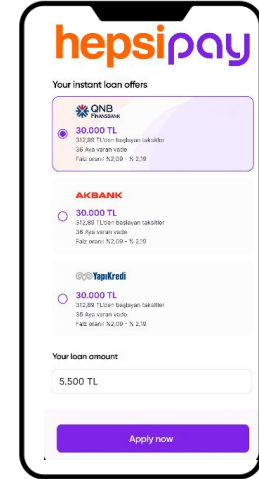 hepsipay
Your instant loan offers
QNB
FINANSBANK
30.000 TL
312,89 TL'den başlayan taksitler
36 Aya varan vade
Faiz oranı %2,09 - % 2,19
AKBANK
30.000 TL
312,89 TL'den başlayan taksitler
36 Aya varan vade
Faiz oranı %2,09 - % 2,19
YapıKredi
30.000 TL
312,89 TL'den başlayan taksitler
36 Aya varan vade
Faiz oranı %2,09 - % 2,19
Your loan amount
5.500 TL
Apply now